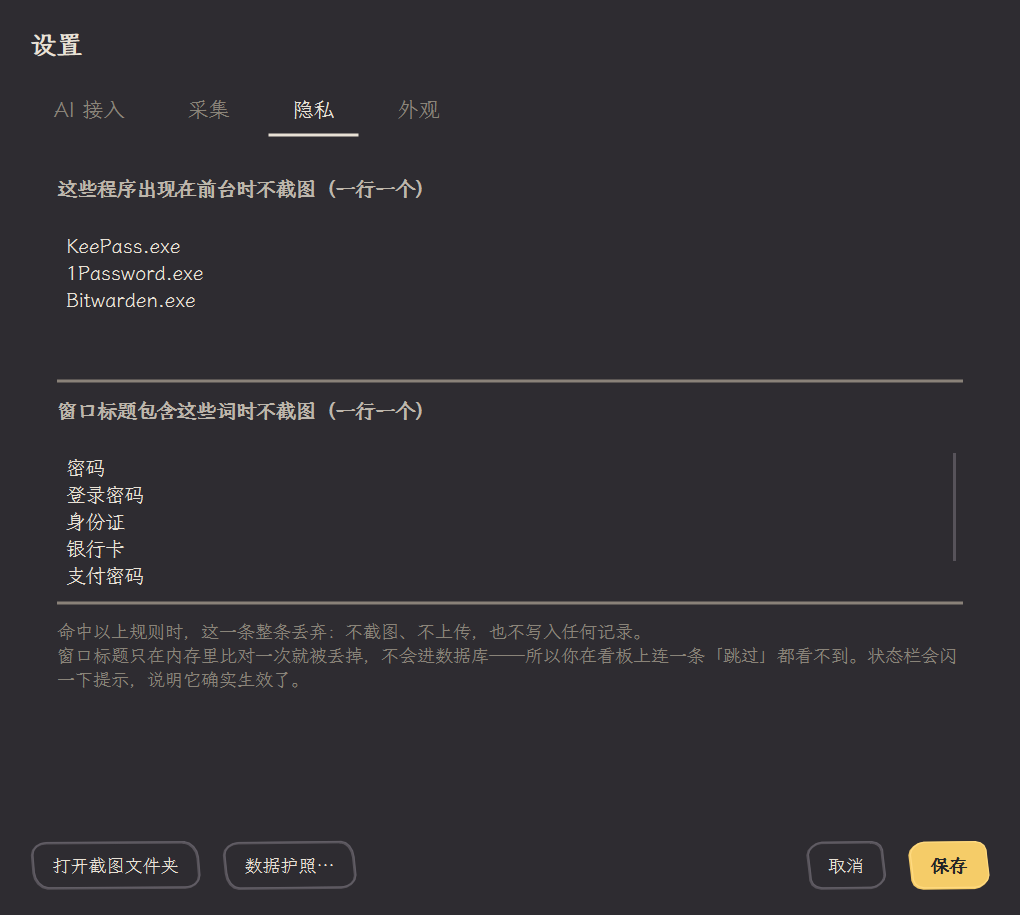 设置
AI 接入 采集 隐私 外观
这些程序出现在前台时不截图（一行一个）
KeePass.exe
1Password.exe
Bitwarden.exe
窗口标题包含这些词时不截图（一行一个）
密码
登录密码
身份证
银行卡
支付密码
命中以上规则时，这一条整条丢弃：不截图、不上传，也不写入任何记录。
窗口标题只在内存里比对一次就被丢掉，不会进数据库——所以你在看板上连一条「跳过」都看不到。状态栏会闪
一下提示，说明它确实生效了。
打开截图文件夹 数据护照… 取消 保存